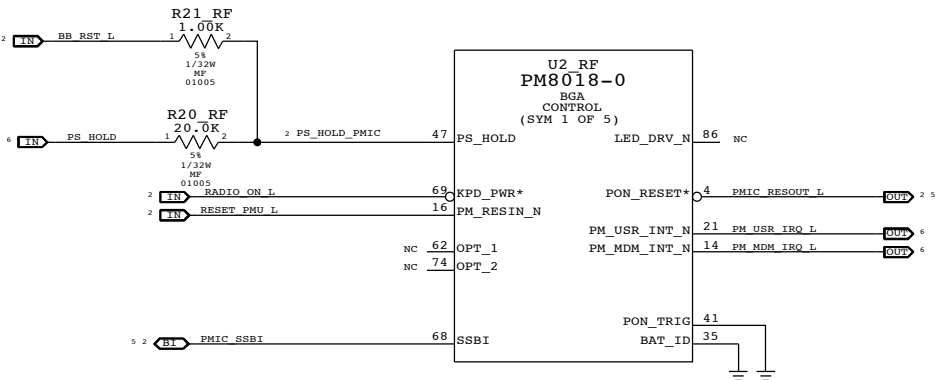 R21_RF
1.00K
2 IN BB_RST_L 1 2
5%
1/32W
MF
01005
R20_RF
20.0K
6 IN PS_HOLD 1 2
5%
1/32W
MF
01005
2 PS_HOLD_PMIC 47 PS_HOLD
2 IN RADIO_ON_L 69 KPD_PWR*
2 IN RESET_PMU_L 16 PM_RESIN_N
NC 62 OPT_1
NC 74 OPT_2
5 2 BI PMIC_SSBI 68 SSBI
U2_RF
PM8018-0
BGA
CONTROL
(SYM 1 OF 5)
LED_DRV_N 86 NC
PON_RESET* 4 PMIC_RESOUT_L OUT 2 5
PM_USR_INT_N 21 PM_USR_IRQ_L OUT 6
PM_MDM_INT_N 14 PM_MDM_IRQ_L OUT 6
PON_TRIG 41
BAT_ID 35